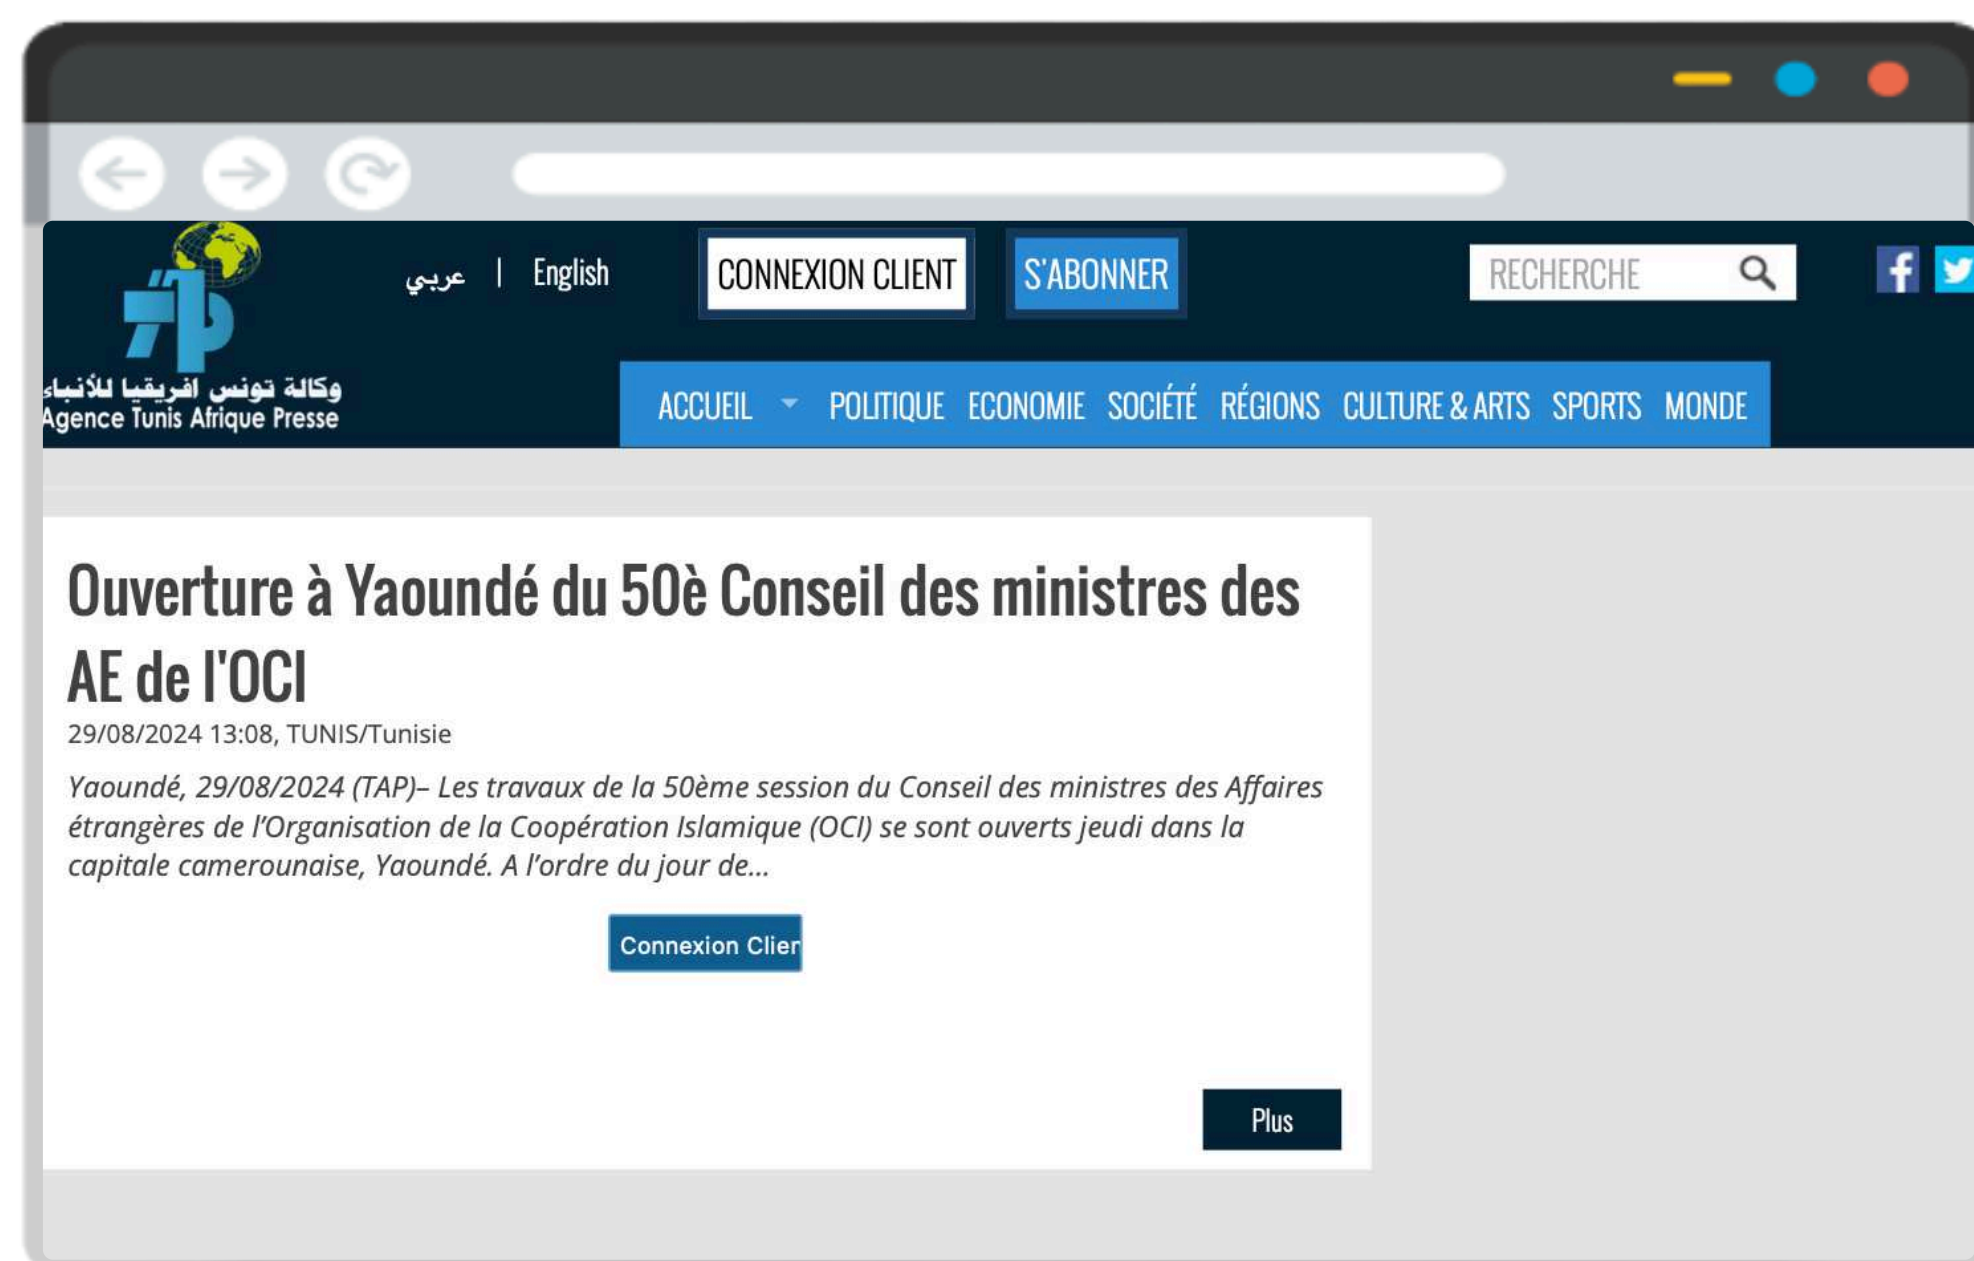 عربي | English
CONNEXION CLIENT
S'ABONNER
RECHERCHE
وكالة تونس افريقيا للأنباء
Agence Tunis Afrique Presse
ACCUEIL POLITIQUE ECONOMIE SOCIÉTÉ RÉGIONS CULTURE & ARTS SPORTS MONDE
Ouverture à Yaoundé du 50è Conseil des ministres des
AE de l'OCI
29/08/2024 13:08, TUNIS/Tunisie
Yaoundé, 29/08/2024 (TAP)– Les travaux de la 50ème session du Conseil des ministres des Affaires
étrangères de l’Organisation de la Coopération Islamique (OCI) se sont ouverts jeudi dans la
capitale camerounaise, Yaoundé. A l’ordre du jour de...
Connexion Clien
Plus